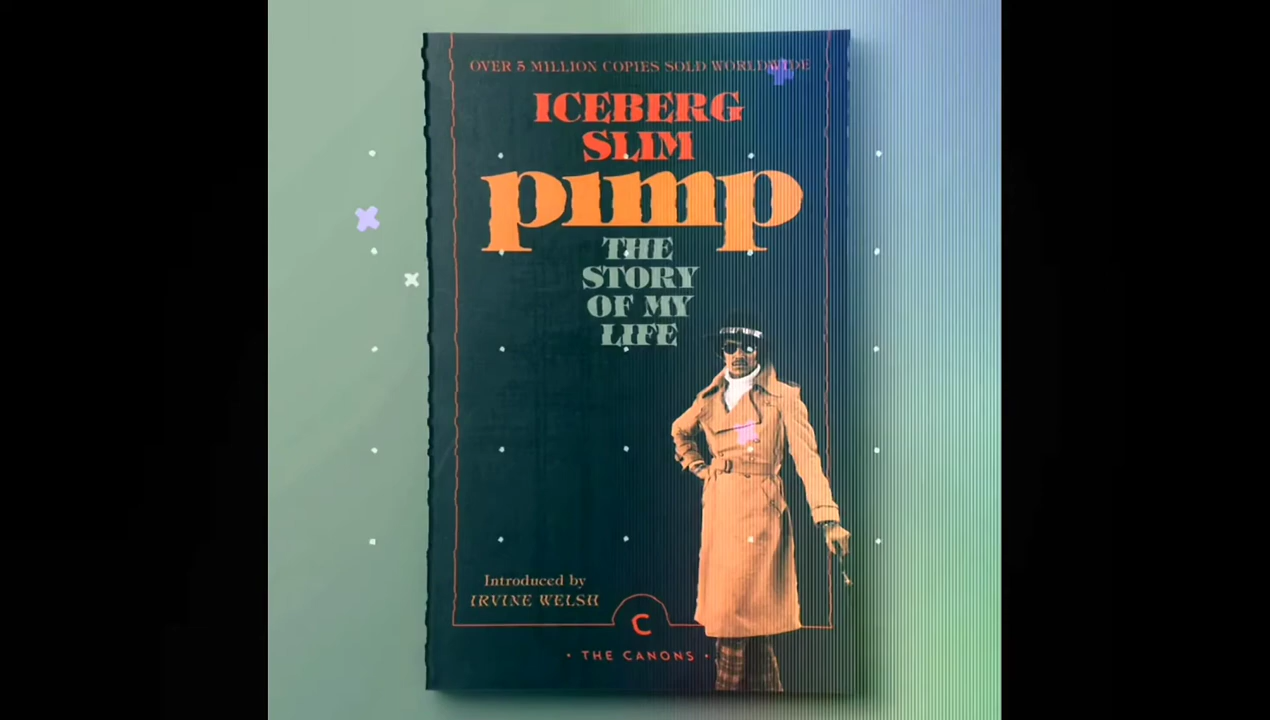 OVER 5 MILLION COPIES SOLD WORLDWIDE
ICEBERG
SLIM
pimp
THE
STORY
OF MY
LIFE
Introduced by
IRVINE WELSH
C
• THE CANONS •